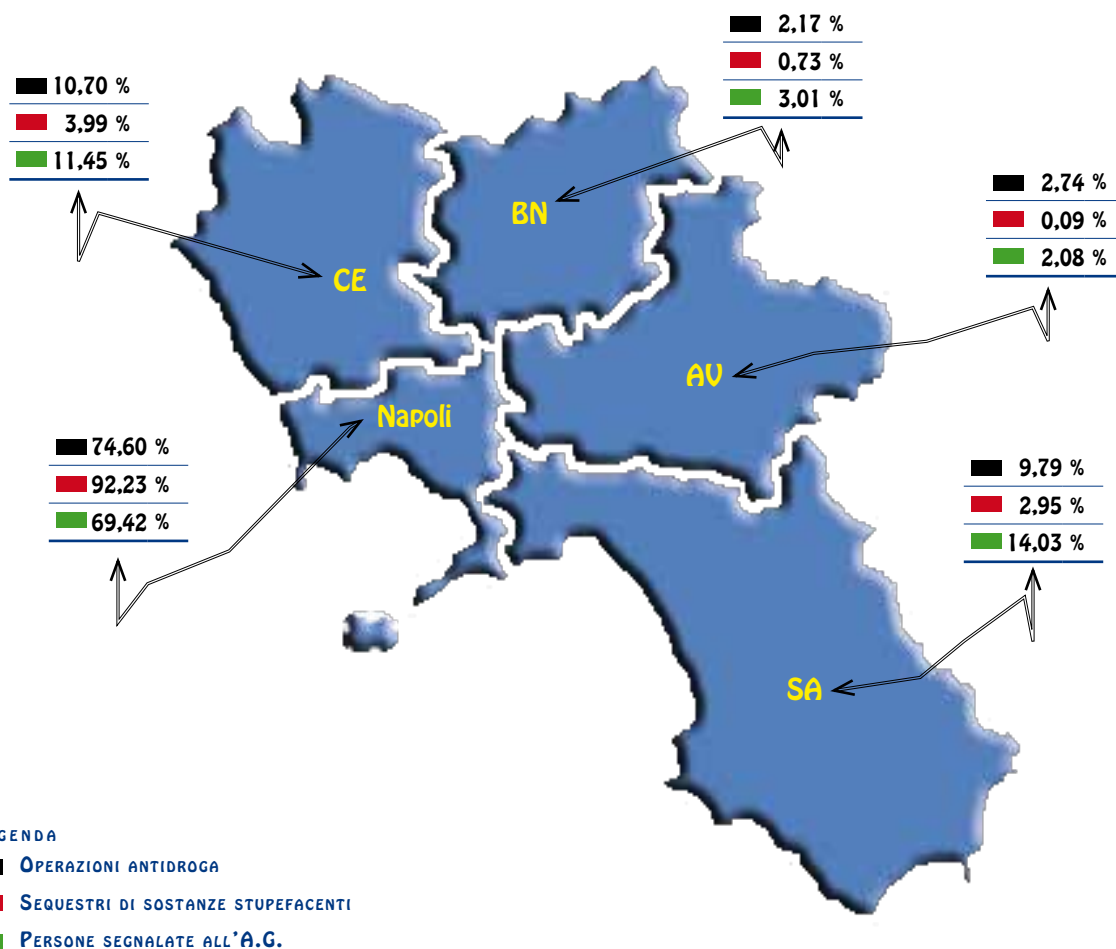 2,17 %
0,73 %
3,01 %
10,70 %
3,99 %
11,45 %
2,74 %
0,09 %
2,08 %
BN
CE
AV
Napoli
74,60 %
92,23 %
69,42 %
9,79 %
2,95 %
14,03 %
SA
GENDA
OPERAZIONI ANTIDROGA
SEQUESTRI DI SOSTANZE STUPEFACENTI
PERSONE SEGNALATE ALL'A.G.